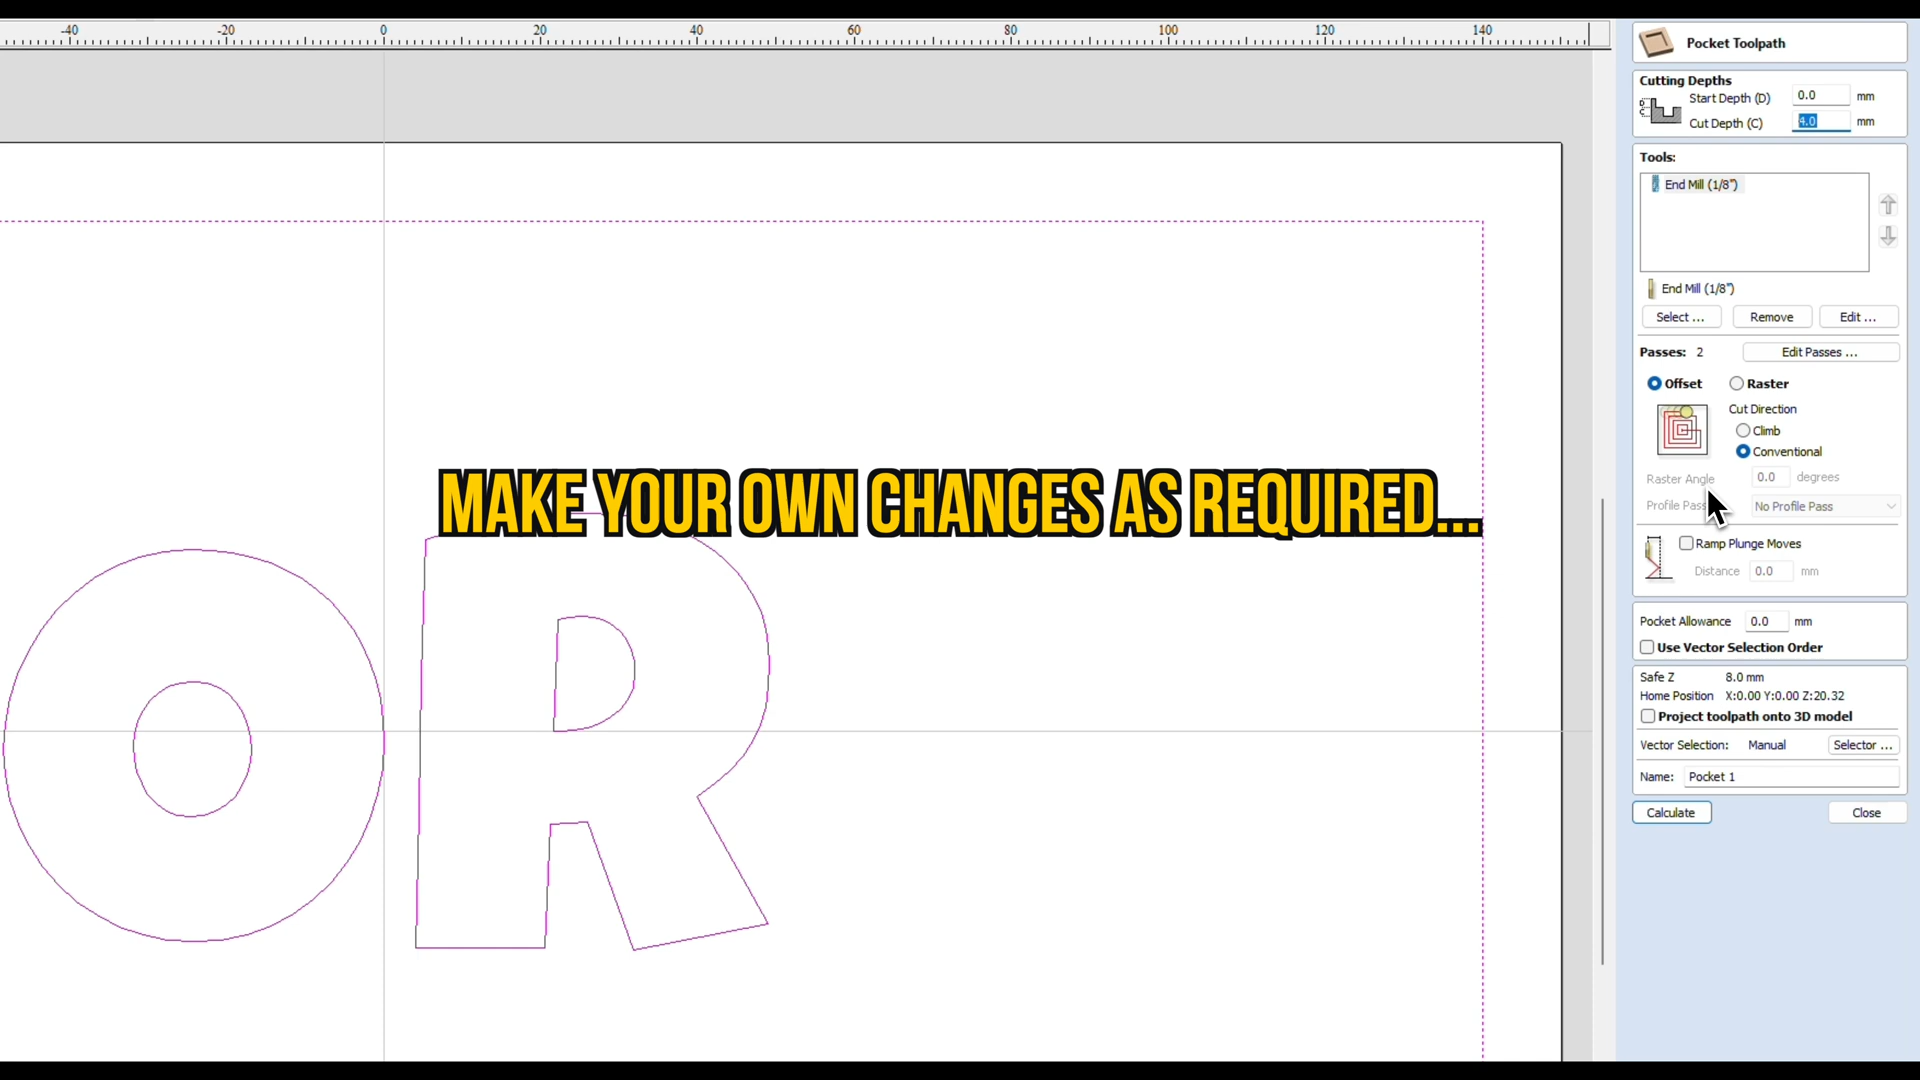 -40 -20 0 20 40 60 80 100 120 140
Pocket Toolpath
Cutting Depths
Start Depth (D) 0.0 mm
Cut Depth (C) 4.0 mm
D
C
Tools:
End Mill (1/8")
End Mill (1/8")
Select ... Remove Edit ...
Passes: 2 Edit Passes ...
Offset Raster
Cut Direction
Climb
Conventional
Raster Angle 0.0 degrees
Profile Pass No Profile Pass
Ramp Plunge Moves
Distance 0.0 mm
Pocket Allowance 0.0 mm
Use Vector Selection Order
Safe Z 8.0 mm
Home Position X:0.00 Y:0.00 Z:20.32
Project toolpath onto 3D model
Vector Selection: Manual Selector ...
Name: Pocket 1
Calculate Close
MAKE YOUR OWN CHANGES AS REQUIRED...
OR